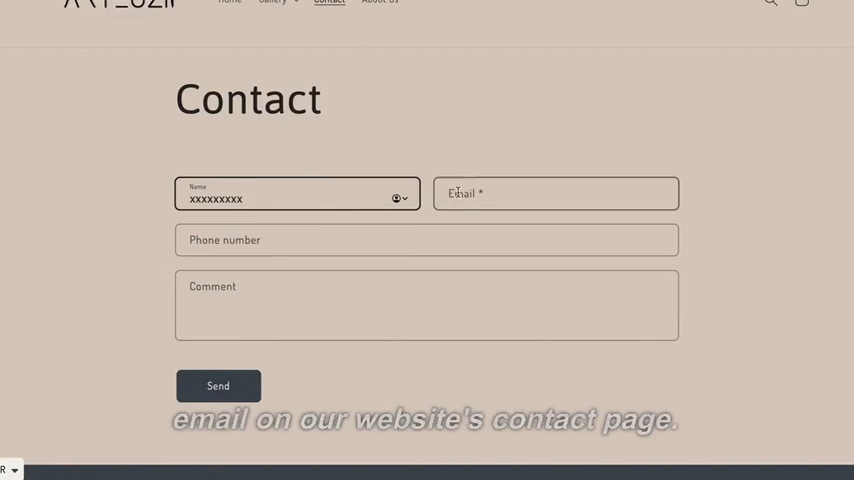 Home Gallery Contact About Us
Contact
Name
xxxxxxxxx
Email *
Phone number
Comment
Send
email on our website's contact page.
R